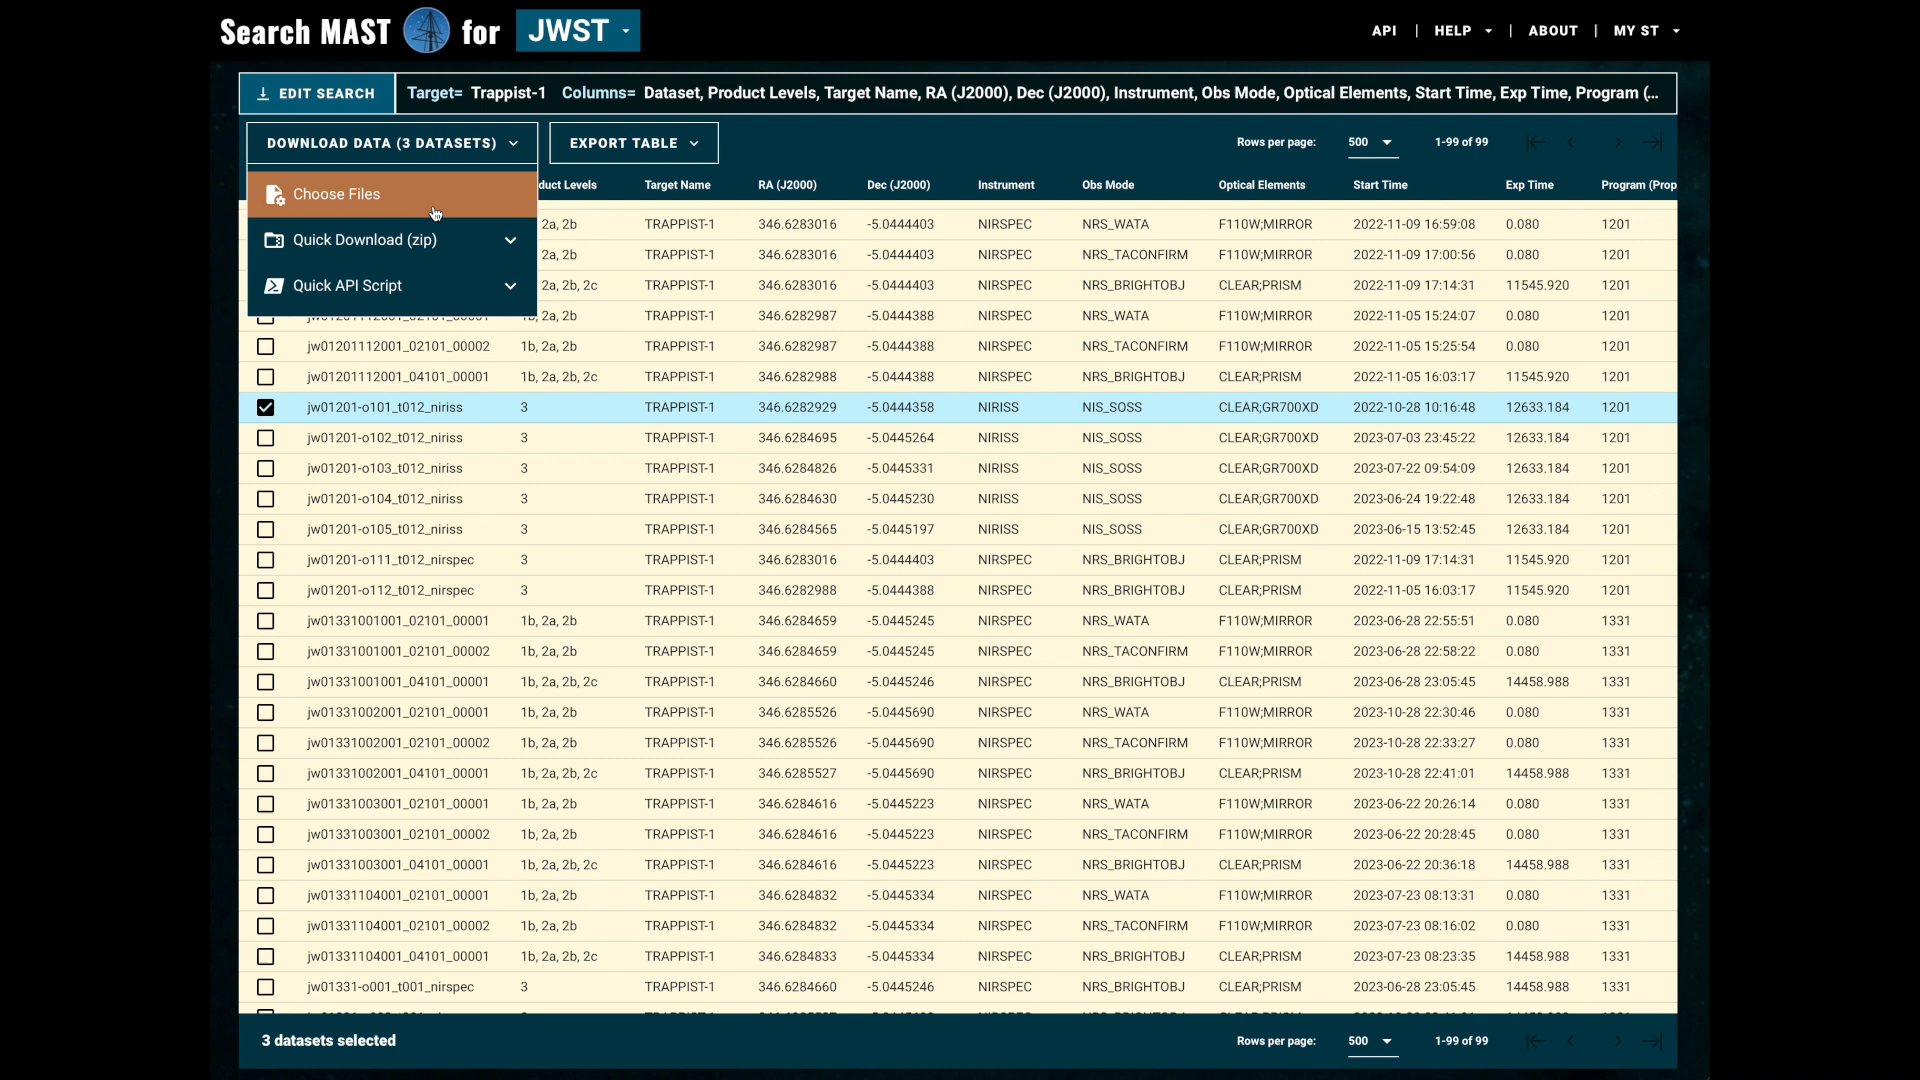 Search MAST for JWST
API | HELP | ABOUT | MY ST
EDIT SEARCH Target= Trappist-1 Columns= Dataset, Product Levels, Target Name, RA (J2000), Dec (J2000), Instrument, Obs Mode, Optical Elements, Start Time, Exp Time, Program (...
DOWNLOAD DATA (3 DATASETS) EXPORT TABLE Rows per page: 500 1-99 of 99
duct Levels Target Name RA (J2000) Dec (J2000) Instrument Obs Mode Optical Elements Start Time Exp Time Program (Prop
Choose Files
Quick Download (zip)
Quick API Script
2a, 2b TRAPPIST-1 346.6283016 -5.0444403 NIRSPEC NRS_WATA F110W;MIRROR 2022-11-09 16:59:08 0.080 1201
2a, 2b TRAPPIST-1 346.6283016 -5.0444403 NIRSPEC NRS_TACONFIRM F110W;MIRROR 2022-11-09 17:00:56 0.080 1201
2a, 2b, 2c TRAPPIST-1 346.6283016 -5.0444403 NIRSPEC NRS_BRIGHTOBJ CLEAR;PRISM 2022-11-09 17:14:31 11545.920 1201
2a, 2b TRAPPIST-1 346.6282987 -5.0444388 NIRSPEC NRS_WATA F110W;MIRROR 2022-11-05 15:24:07 0.080 1201
jw01201112001_02101_00002 1b, 2a, 2b TRAPPIST-1 346.6282987 -5.0444388 NIRSPEC NRS_TACONFIRM F110W;MIRROR 2022-11-05 15:25:54 0.080 1201
jw01201112001_04101_00001 1b, 2a, 2b, 2c TRAPPIST-1 346.6282988 -5.0444388 NIRSPEC NRS_BRIGHTOBJ CLEAR;PRISM 2022-11-05 16:03:17 11545.920 1201
jw01201-o101_t012_niriss 3 TRAPPIST-1 346.6282929 -5.0444358 NIRISS NIS_SOSS CLEAR;GR700XD 2022-10-28 10:16:48 12633.184 1201
jw01201-o102_t012_niriss 3 TRAPPIST-1 346.6284695 -5.0445264 NIRISS NIS_SOSS CLEAR;GR700XD 2023-07-03 23:45:22 12633.184 1201
jw01201-o103_t012_niriss 3 TRAPPIST-1 346.6284826 -5.0445331 NIRISS NIS_SOSS CLEAR;GR700XD 2023-07-22 09:54:09 12633.184 1201
jw01201-o104_t012_niriss 3 TRAPPIST-1 346.6284630 -5.0445230 NIRISS NIS_SOSS CLEAR;GR700XD 2023-06-24 19:22:48 12633.184 1201
jw01201-o105_t012_niriss 3 TRAPPIST-1 346.6284565 -5.0445197 NIRISS NIS_SOSS CLEAR;GR700XD 2023-06-15 13:52:45 12633.184 1201
jw01201-o111_t012_nirspec 3 TRAPPIST-1 346.6283016 -5.0444403 NIRSPEC NRS_BRIGHTOBJ CLEAR;PRISM 2022-11-09 17:14:31 11545.920 1201
jw01201-o112_t012_nirspec 3 TRAPPIST-1 346.6282988 -5.0444388 NIRSPEC NRS_BRIGHTOBJ CLEAR;PRISM 2022-11-05 16:03:17 11545.920 1201
jw01331001001_02101_00001 1b, 2a, 2b TRAPPIST-1 346.6284659 -5.0445245 NIRSPEC NRS_WATA F110W;MIRROR 2023-06-28 22:55:51 0.080 1331
jw01331001001_02101_00002 1b, 2a, 2b TRAPPIST-1 346.6284659 -5.0445245 NIRSPEC NRS_TACONFIRM F110W;MIRROR 2023-06-28 22:58:22 0.080 1331
jw01331001001_04101_00001 1b, 2a, 2b, 2c TRAPPIST-1 346.6284660 -5.0445246 NIRSPEC NRS_BRIGHTOBJ CLEAR;PRISM 2023-06-28 23:05:45 14458.988 1331
jw01331002001_02101_00001 1b, 2a, 2b TRAPPIST-1 346.6285526 -5.0445690 NIRSPEC NRS_WATA F110W;MIRROR 2023-10-28 22:30:46 0.080 1331
jw01331002001_02101_00002 1b, 2a, 2b TRAPPIST-1 346.6285526 -5.0445690 NIRSPEC NRS_TACONFIRM F110W;MIRROR 2023-10-28 22:33:27 0.080 1331
jw01331002001_04101_00001 1b, 2a, 2b, 2c TRAPPIST-1 346.6285527 -5.0445690 NIRSPEC NRS_BRIGHTOBJ CLEAR;PRISM 2023-10-28 22:41:01 14458.988 1331
jw01331003001_02101_00001 1b, 2a, 2b TRAPPIST-1 346.6284616 -5.0445223 NIRSPEC NRS_WATA F110W;MIRROR 2023-06-22 20:26:14 0.080 1331
jw01331003001_02101_00002 1b, 2a, 2b TRAPPIST-1 346.6284616 -5.0445223 NIRSPEC NRS_TACONFIRM F110W;MIRROR 2023-06-22 20:28:45 0.080 1331
jw01331003001_04101_00001 1b, 2a, 2b, 2c TRAPPIST-1 346.6284616 -5.0445223 NIRSPEC NRS_BRIGHTOBJ CLEAR;PRISM 2023-06-22 20:36:18 14458.988 1331
jw01331104001_02101_00001 1b, 2a, 2b TRAPPIST-1 346.6284832 -5.0445334 NIRSPEC NRS_WATA F110W;MIRROR 2023-07-23 08:13:31 0.080 1331
jw01331104001_02101_00002 1b, 2a, 2b TRAPPIST-1 346.6284832 -5.0445334 NIRSPEC NRS_TACONFIRM F110W;MIRROR 2023-07-23 08:16:02 0.080 1331
jw01331104001_04101_00001 1b, 2a, 2b, 2c TRAPPIST-1 346.6284833 -5.0445334 NIRSPEC NRS_BRIGHTOBJ CLEAR;PRISM 2023-07-23 08:23:35 14458.988 1331
jw01331-o001_t001_nirspec 3 TRAPPIST-1 346.6284660 -5.0445246 NIRSPEC NRS_BRIGHTOBJ CLEAR;PRISM 2023-06-28 23:05:45 14458.988 1331
3 datasets selected Rows per page: 500 1-99 of 99